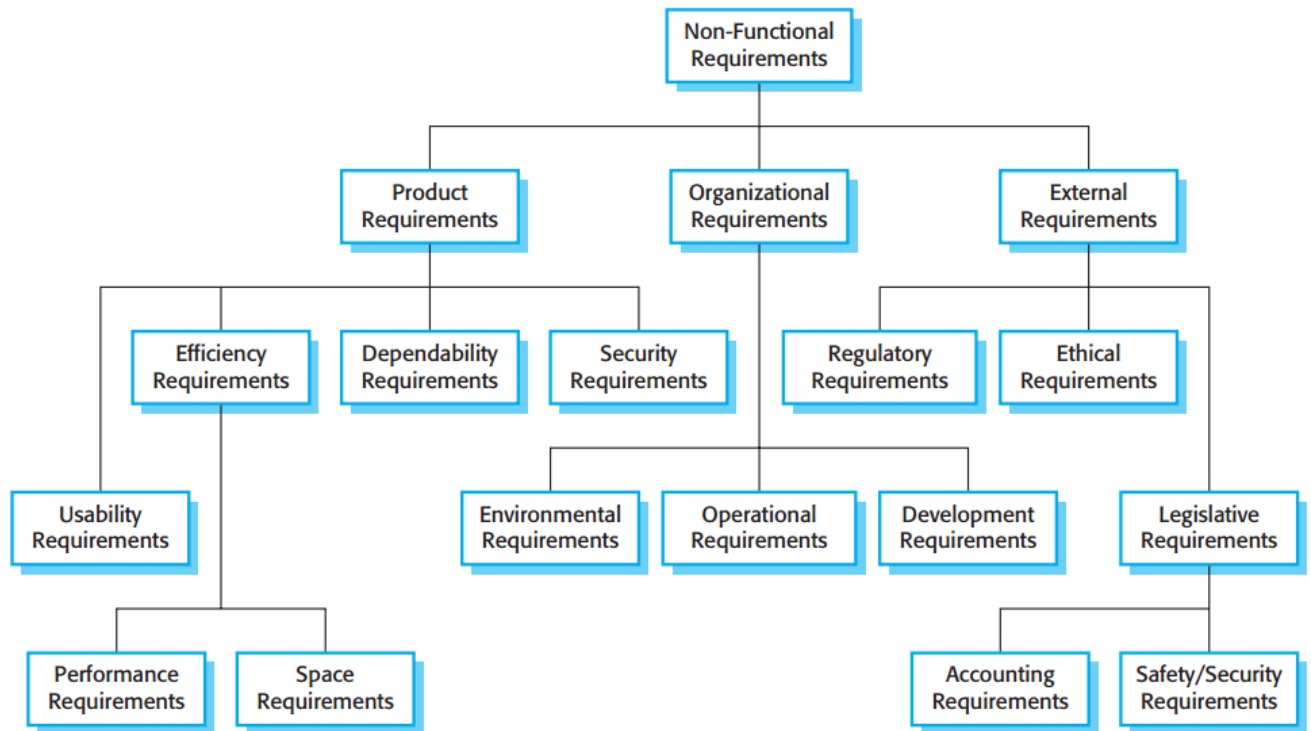 Non-Functional
Requirements
Product
Requirements
Organizational
Requirements
External
Requirements
Efficiency
Requirements
Dependability
Requirements
Security
Requirements
Regulatory
Requirements
Ethical
Requirements
Usability
Requirements
Environmental
Requirements
Operational
Requirements
Development
Requirements
Legislative
Requirements
Performance
Requirements
Space
Requirements
Accounting
Requirements
Safety/Security
Requirements